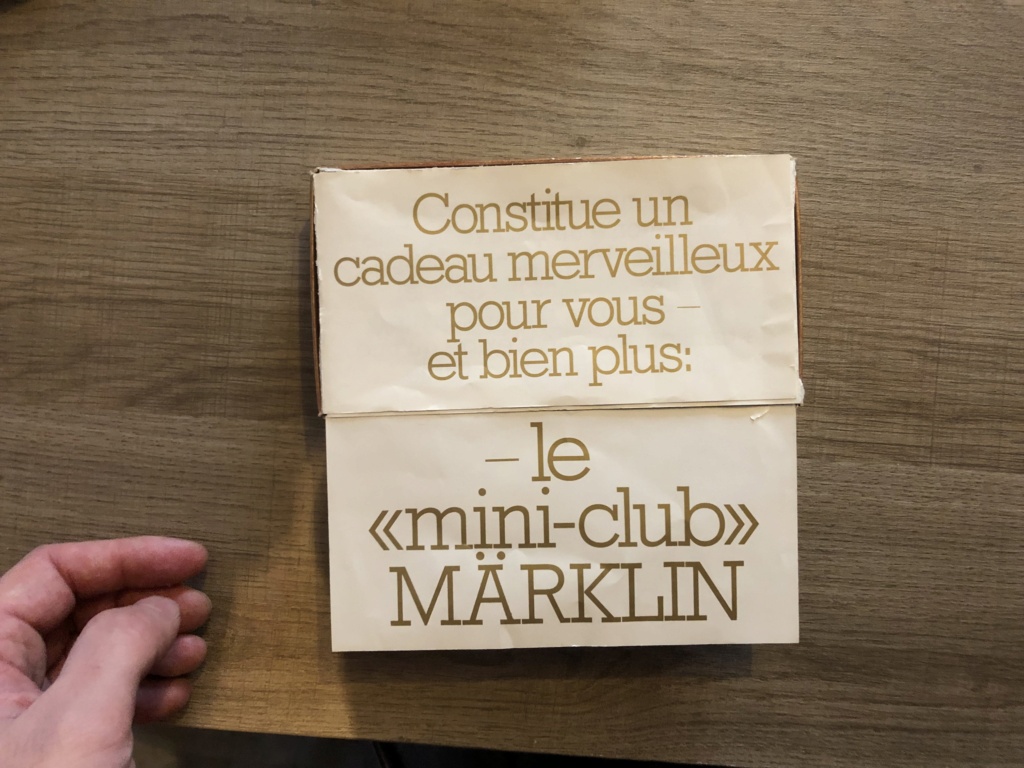 Constitue un
cadeau merveilleux
pour vous –
et bien plus:
– le
«mini-club»
MÄRKLIN